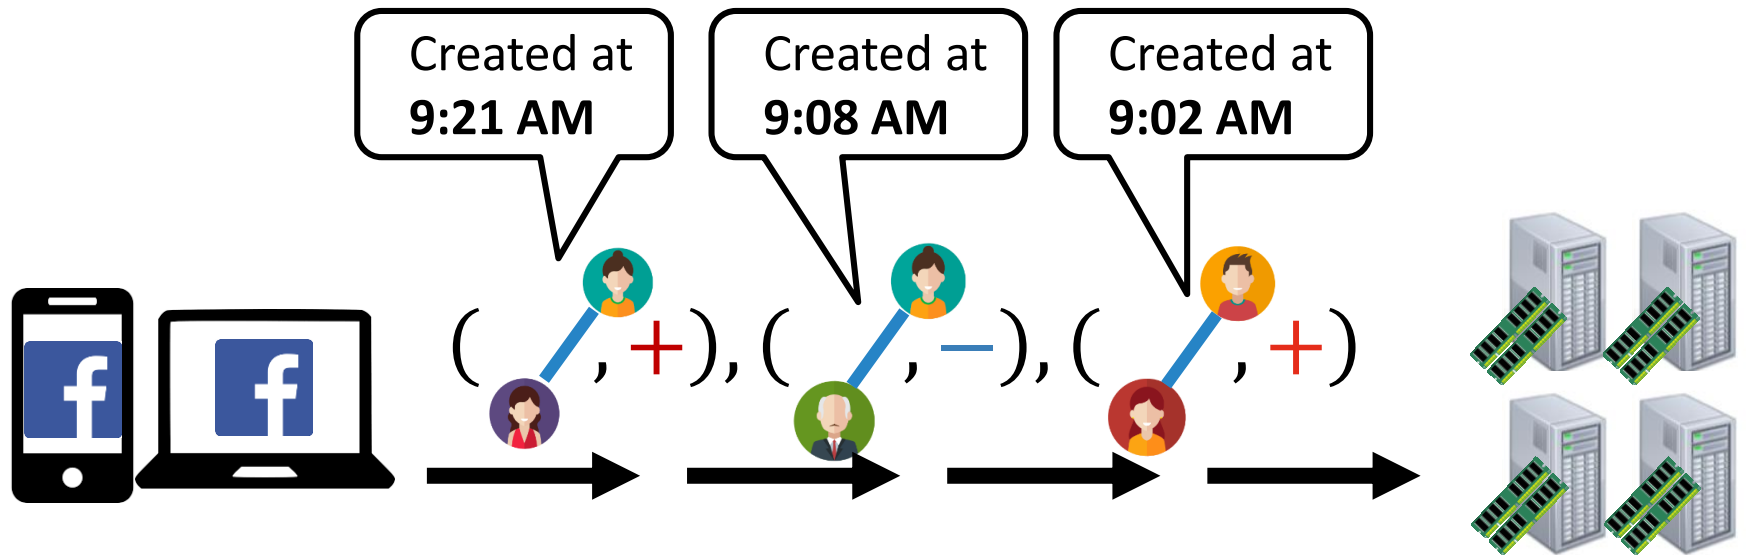 Created at
9:21 AM
Created at
9:08 AM
Created at
9:02 AM
f
f
( , +), ( , −), ( , +)